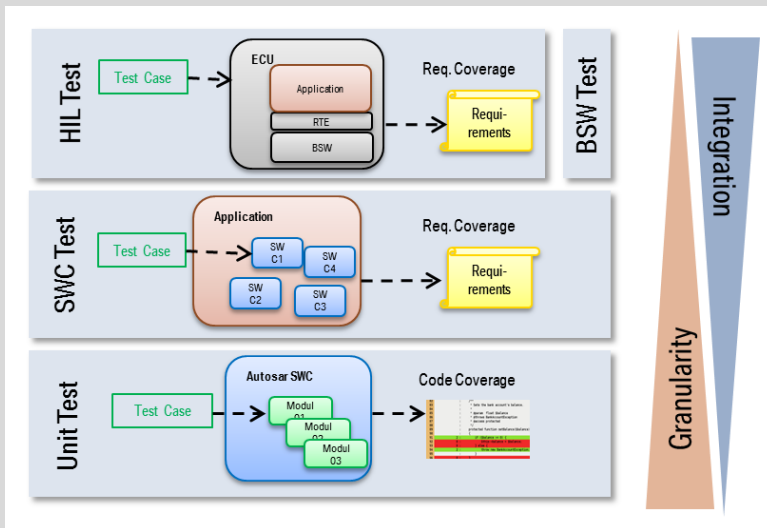 HIL Test
Test Case
ECU
Application
RTE
BSW
Req. Coverage
Requi-
rements
BSW Test
SWC Test
Test Case
Application
SW
C1
SW
C4
SW
C2
SW
C3
Req. Coverage
Requi-
rements
Unit Test
Test Case
Autosar SWC
Modul
Modul
Modul
03
Code Coverage
Granularity
Integration